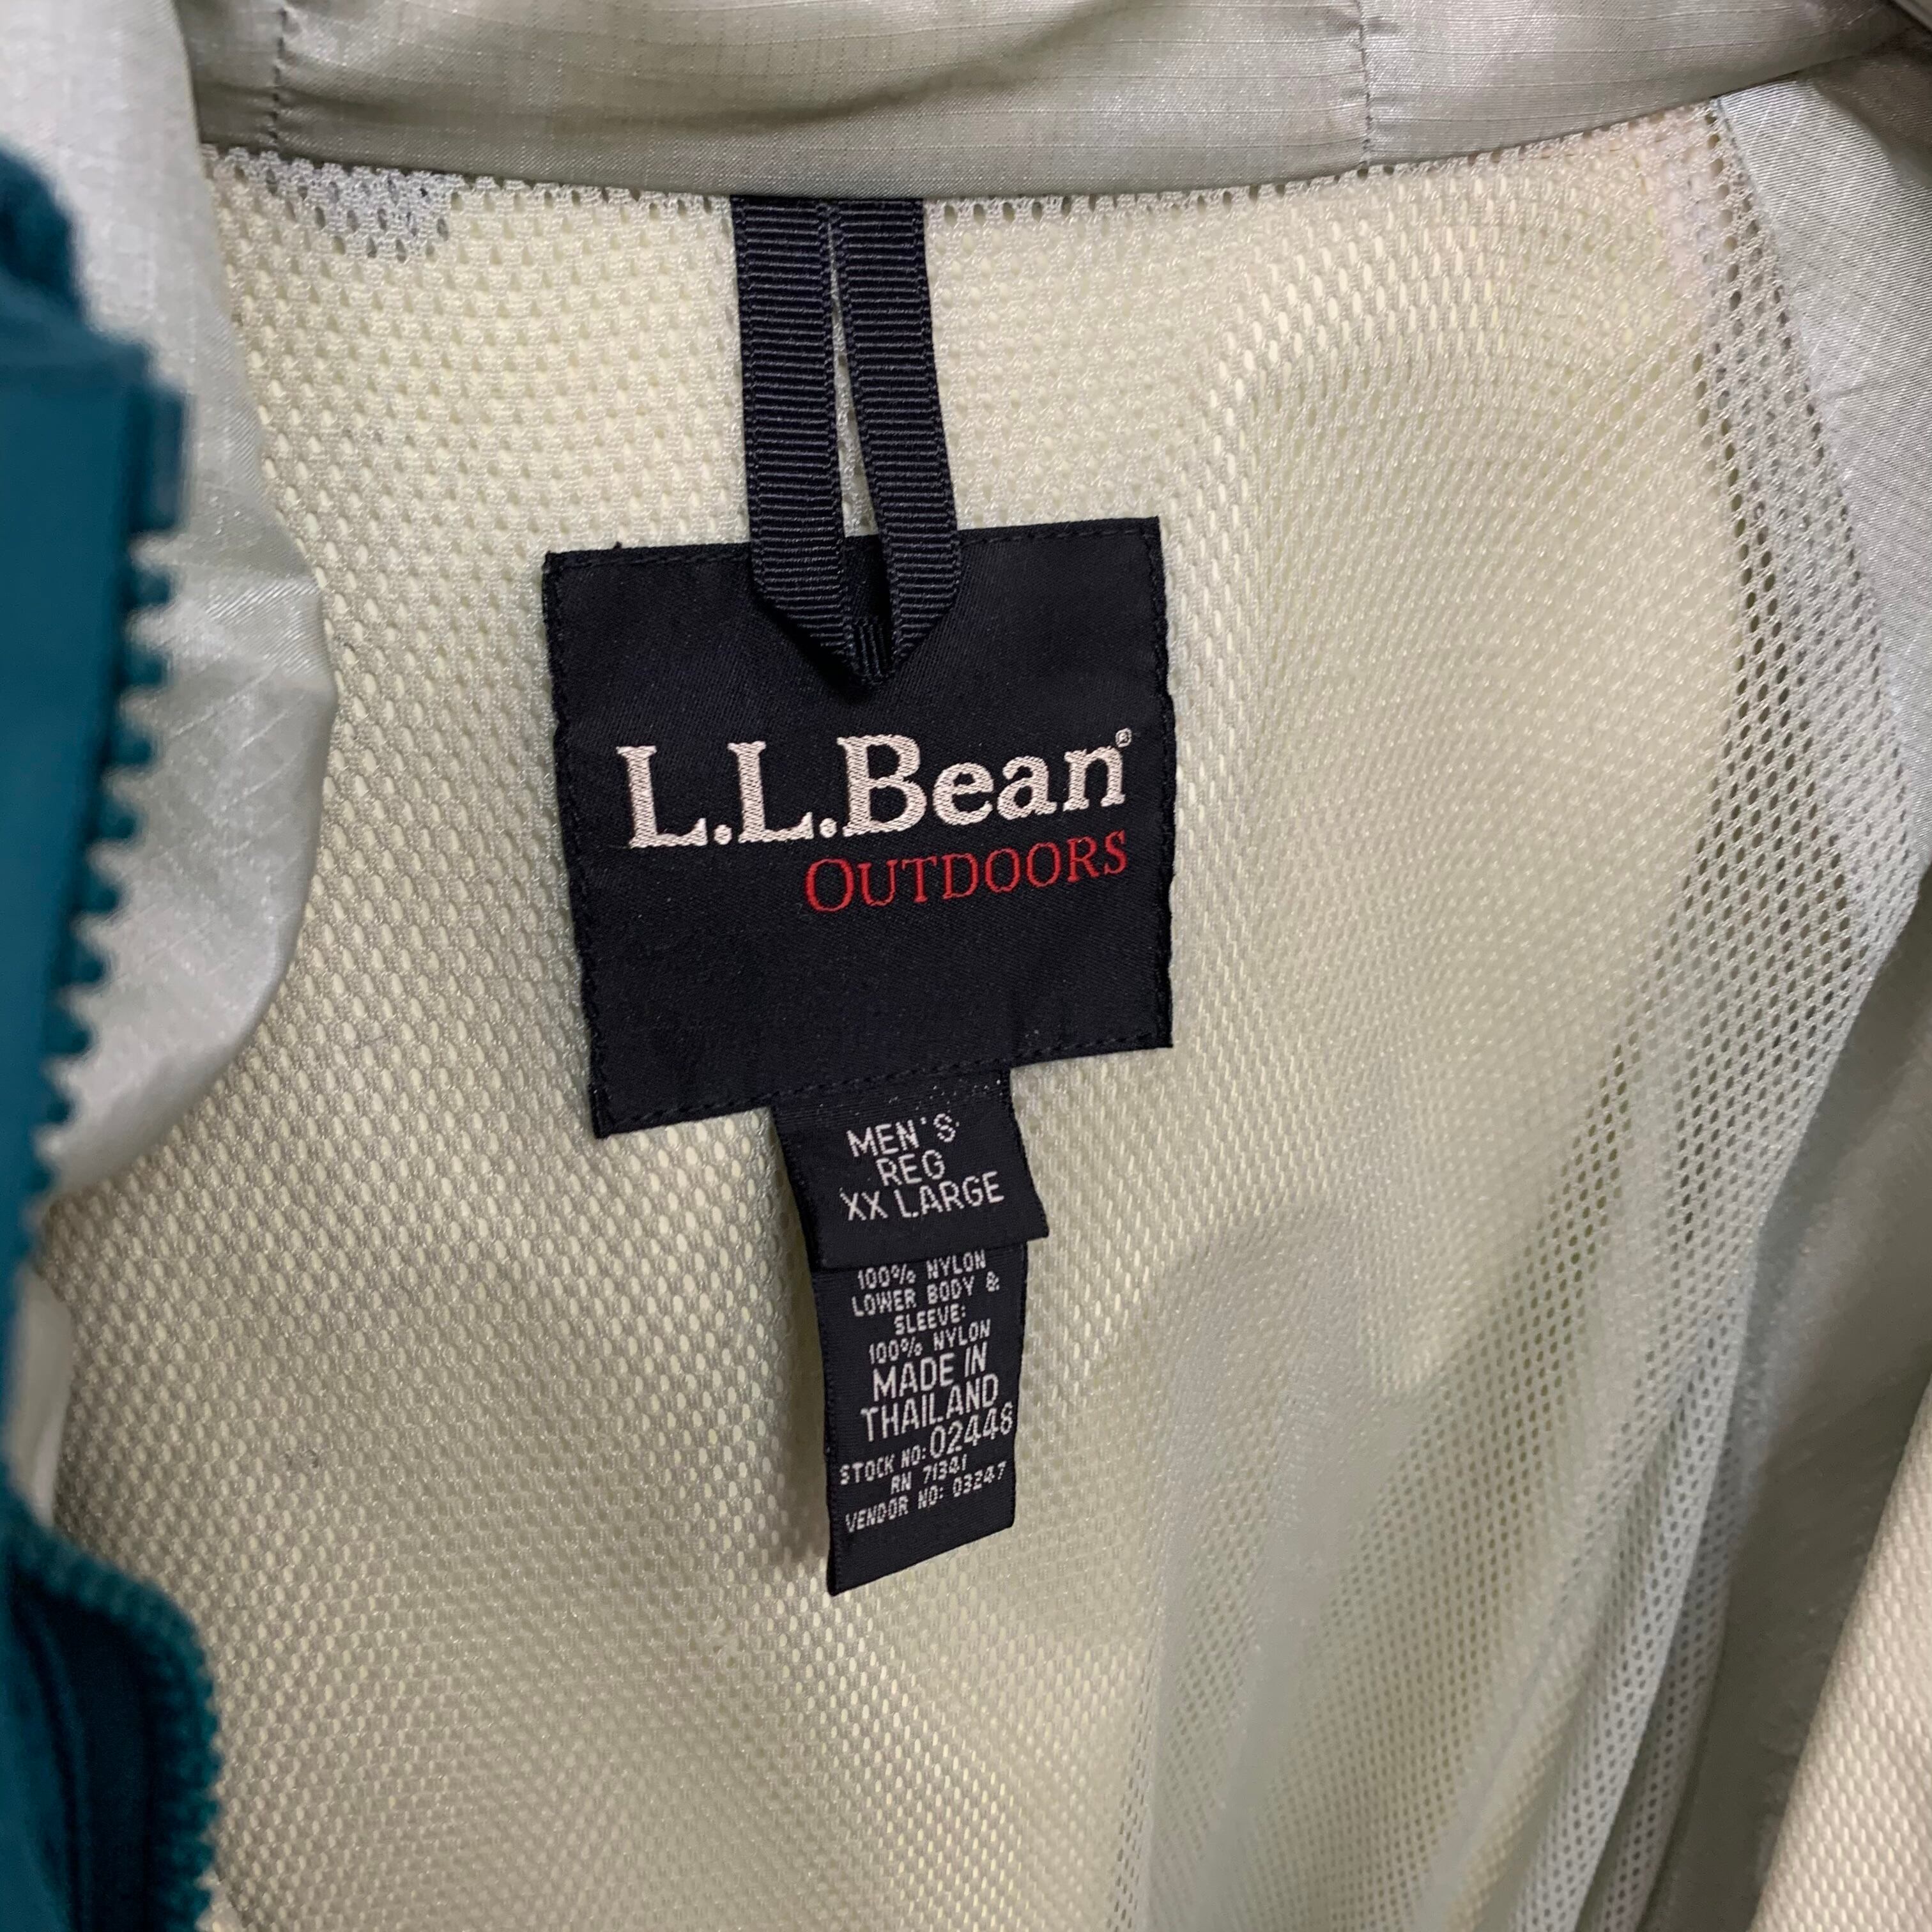 L.L.Bean®
OUTDOORS
MEN'S
REG
XX LARGE
100% NYLON
LOWER BODY &
SLEEVE:
100% NYLON
MADE IN
THAILAND
STOCK NO: 02448
RN 71341
VENDOR NO: 03247